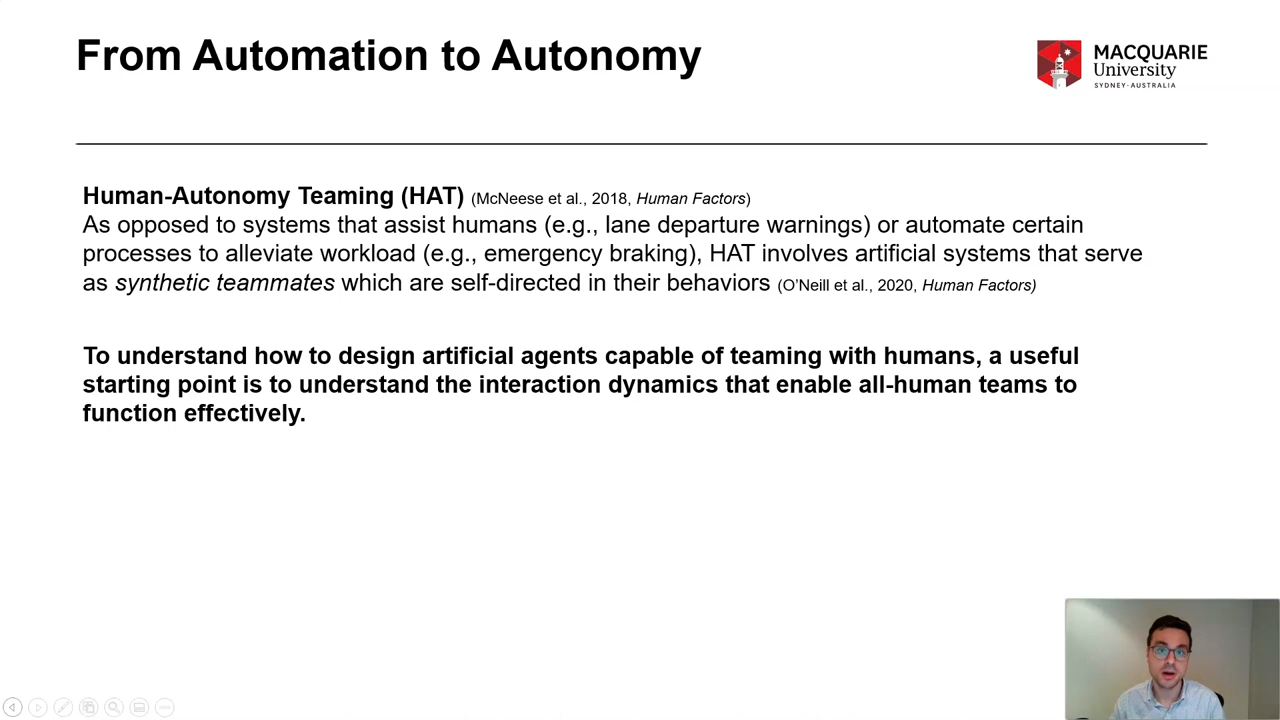 From Automation to Autonomy
MACQUARIE
University
SYDNEY·AUSTRALIA
Human-Autonomy Teaming (HAT) (McNeese et al., 2018, Human Factors)
As opposed to systems that assist humans (e.g., lane departure warnings) or automate certain
processes to alleviate workload (e.g., emergency braking), HAT involves artificial systems that serve
as synthetic teammates which are self-directed in their behaviors (O’Neill et al., 2020, Human Factors)
To understand how to design artificial agents capable of teaming with humans, a useful
starting point is to understand the interaction dynamics that enable all-human teams to
function effectively.